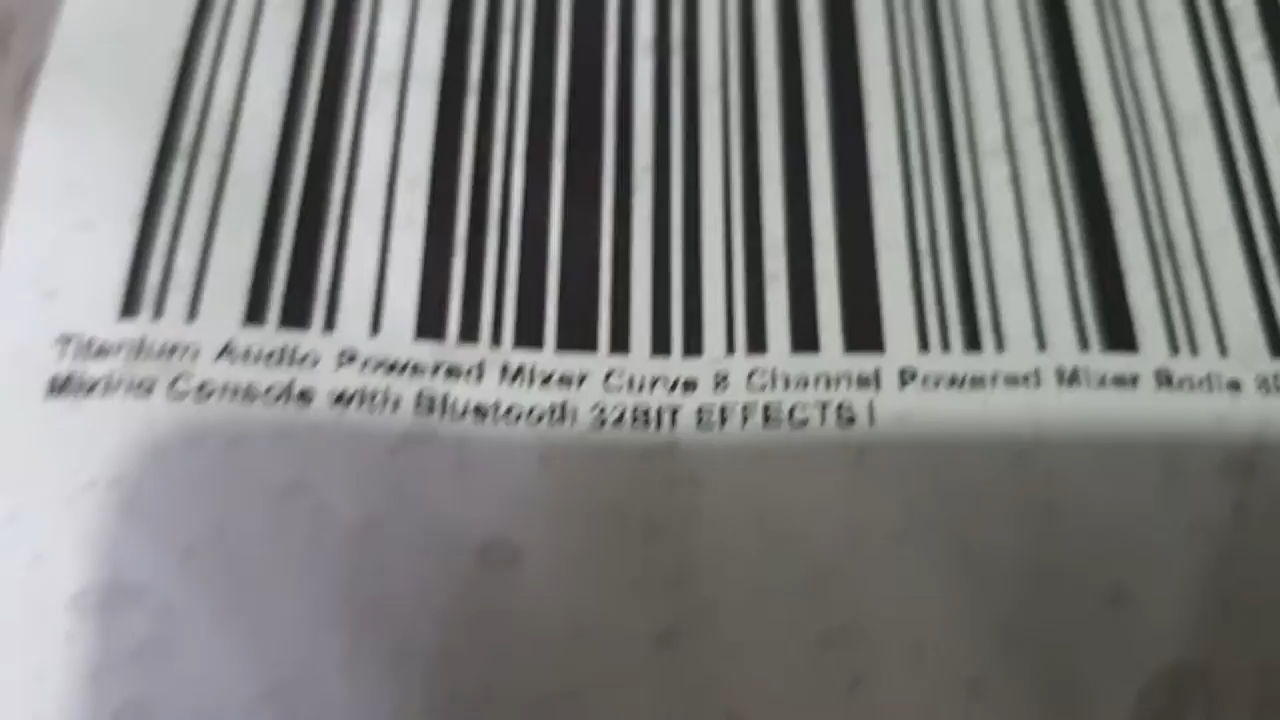 Titanium Audio Powered Mixer Curve 8 Channel Powered Mixer
Mixing Console with Bluetooth 32BIT EFFECTS |